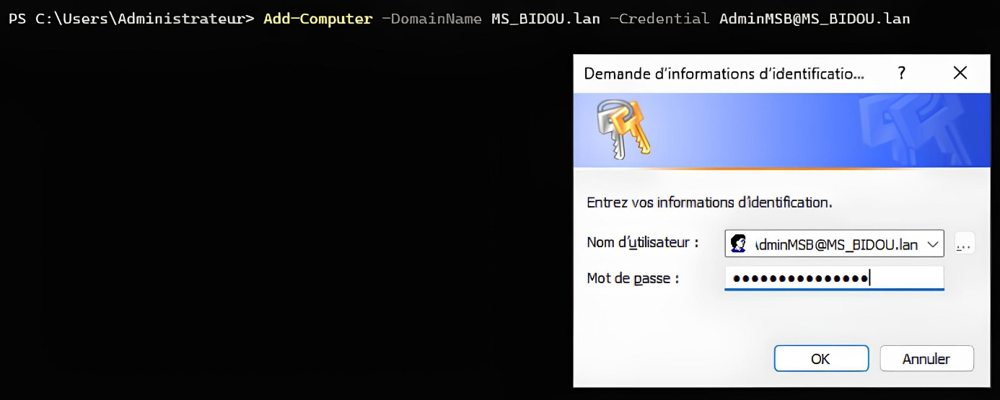 PS C:\Users\Administrateur> Add-Computer -DomainName MS_BIDOU.lan -Credential AdminMSB@MS_BIDOU.lan
Demande d'informations d'identificatio... ?
Entrez vos informations d'identification.
Nom d'utilisateur : AdminMSB@MS_BIDOU.lan ...
Mot de passe : •••••••••••••••
OK Annuler